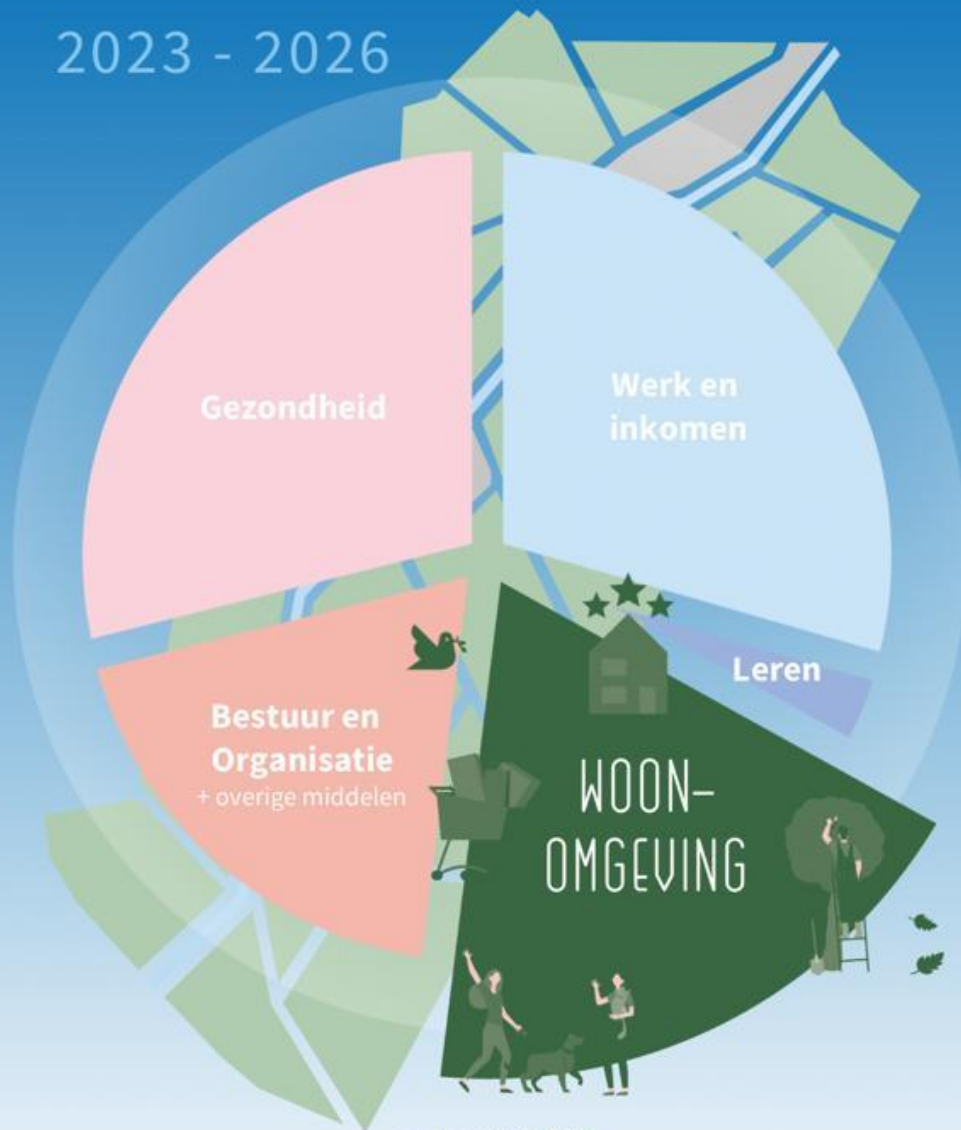 2023 - 2026
Gezondheid
Werk en
inkomen
Leren
Bestuur en
Organisatie
+ overige middelen
WOON-
OMGEVING